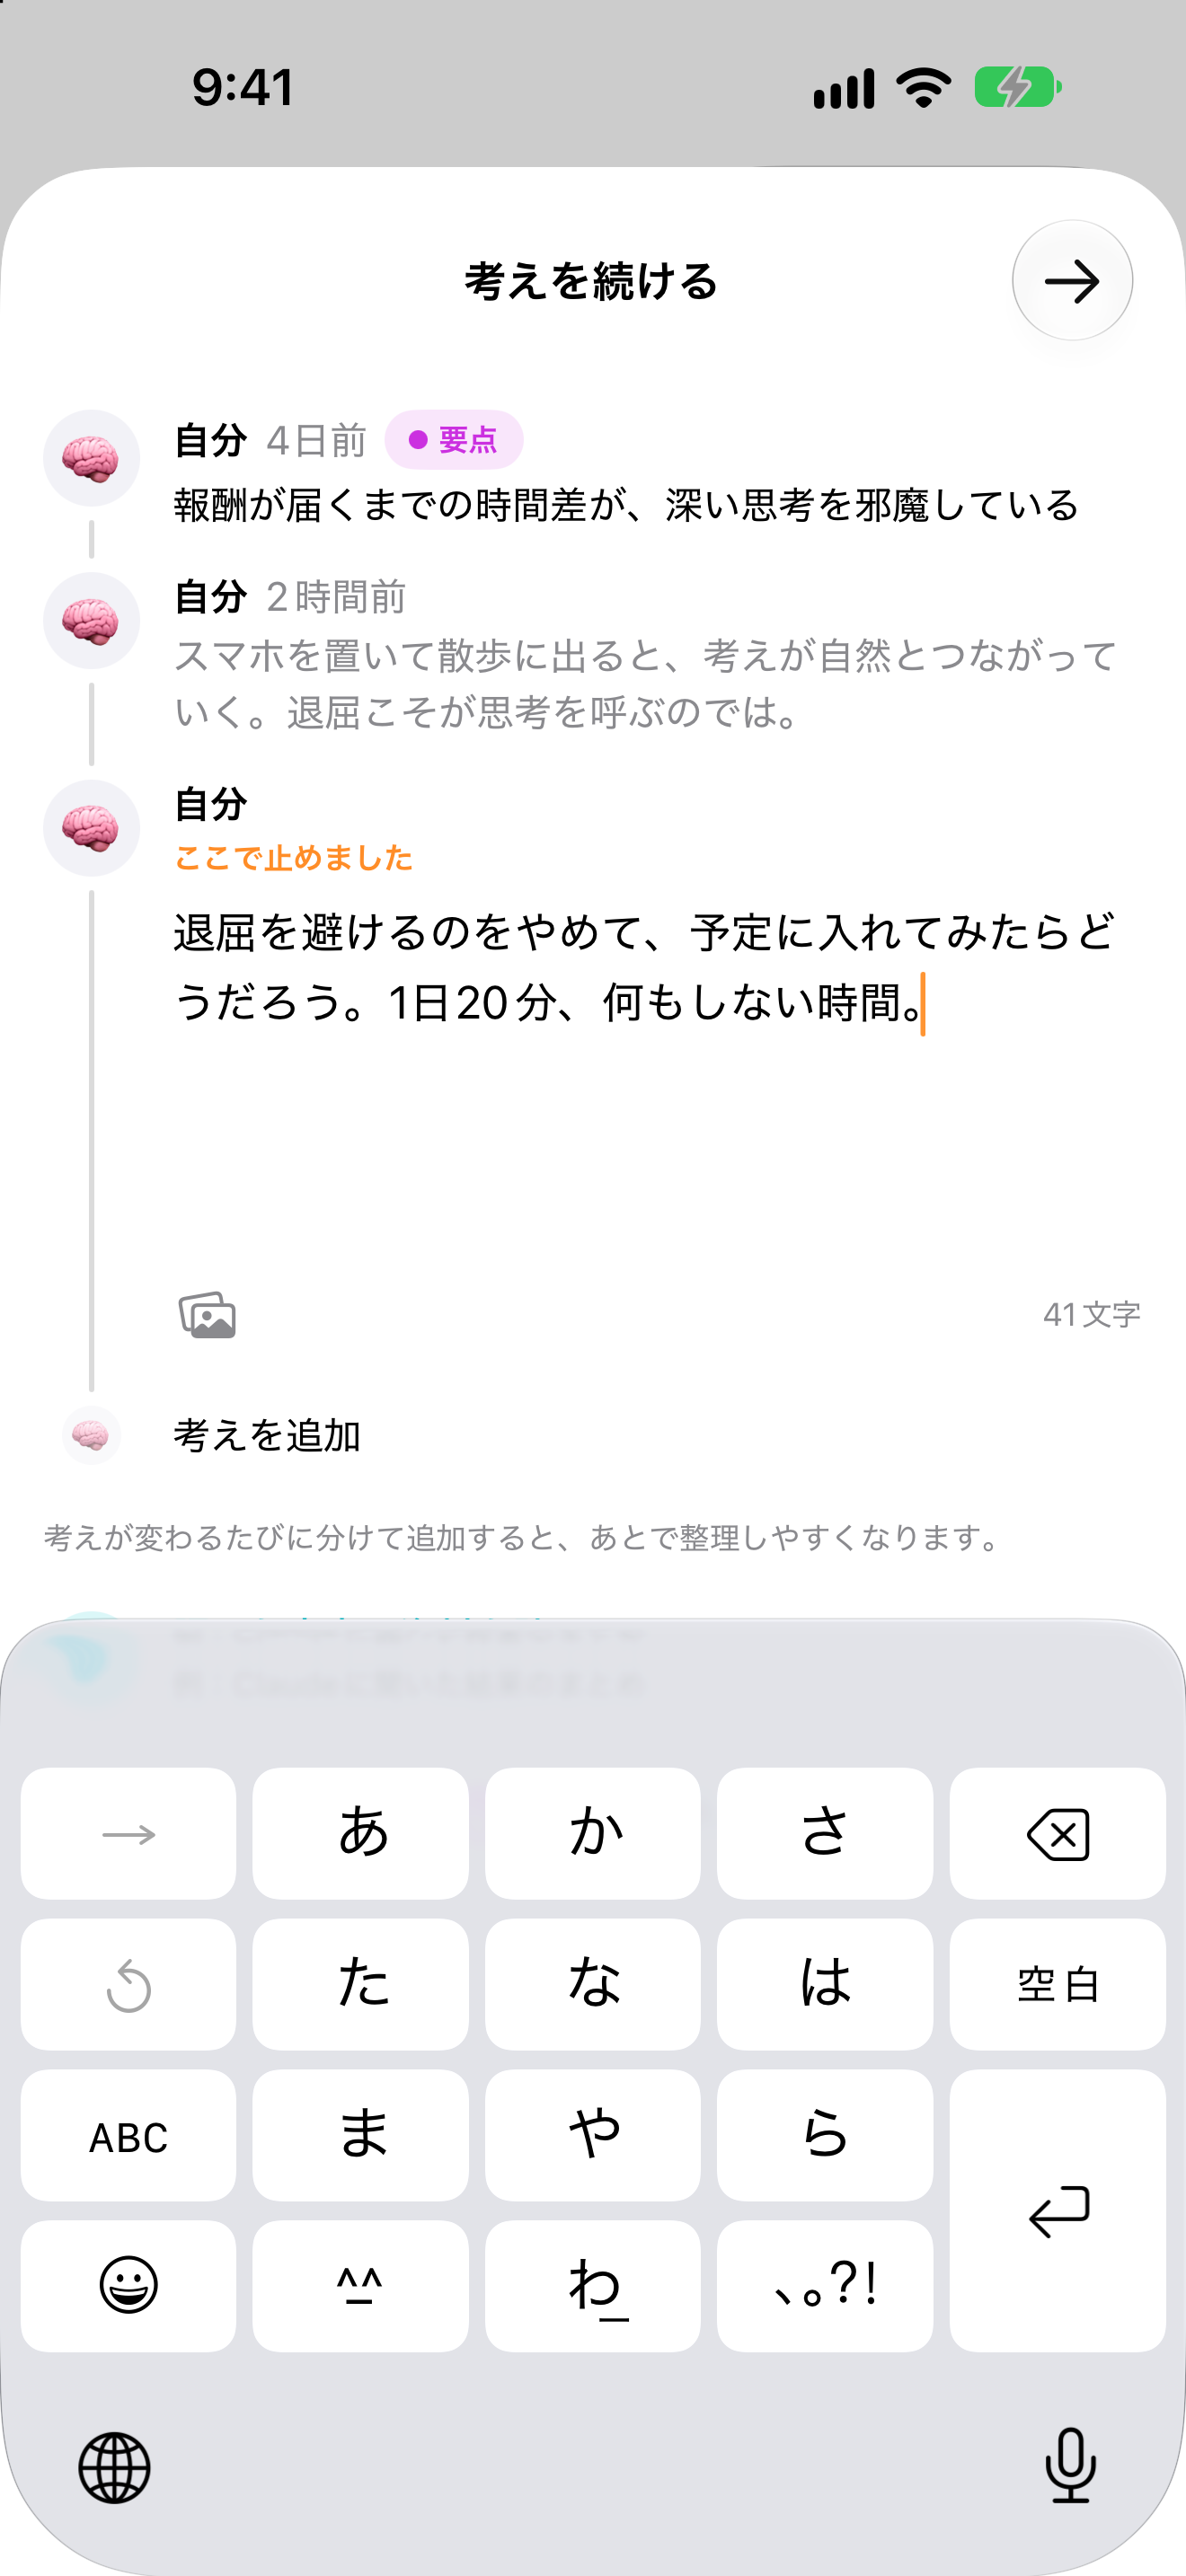 9:41
考えを続ける
自分 4日前 要点
報酬が届くまでの時間差が、深い思考を邪魔している
自分 2時間前
スマホを置いて散歩に出ると、考えが自然とつながって
いく。退屈こそが思考を呼ぶのでは。
自分
ここで止めました
退屈を避けるのをやめて、予定に入れてみたらど
うだろう。1日20分、何もしない時間。
41文字
考えを追加
考えが変わるたびに分けて追加すると、あとで整理しやすくなります。
→ あ か さ
た な は 空白
ABC ま や ら
^_^ わ_ 、。?!